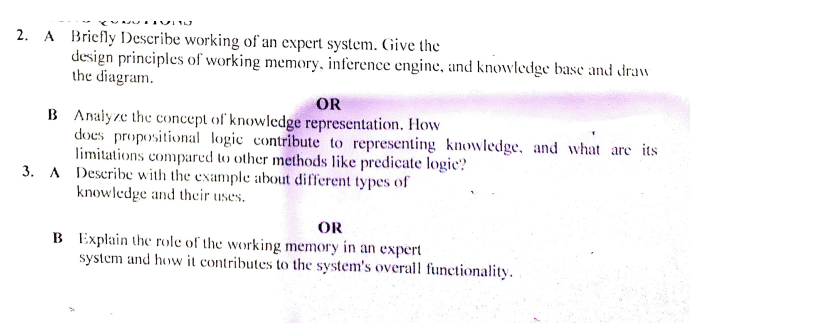 2. A Briefly Describe working of an expert system. Give the
design principles of working memory, inference engine, and knowledge base and draw
the diagram.
OR
B Analyze the concept of knowledge representation. How
does propositional logic contribute to representing knowledge, and what are its
limitations compared to other methods like predicate logic?
3. A Describe with the example about different types of
knowledge and their uses.
OR
B Explain the role of the working memory in an expert
system and how it contributes to the system's overall functionality.